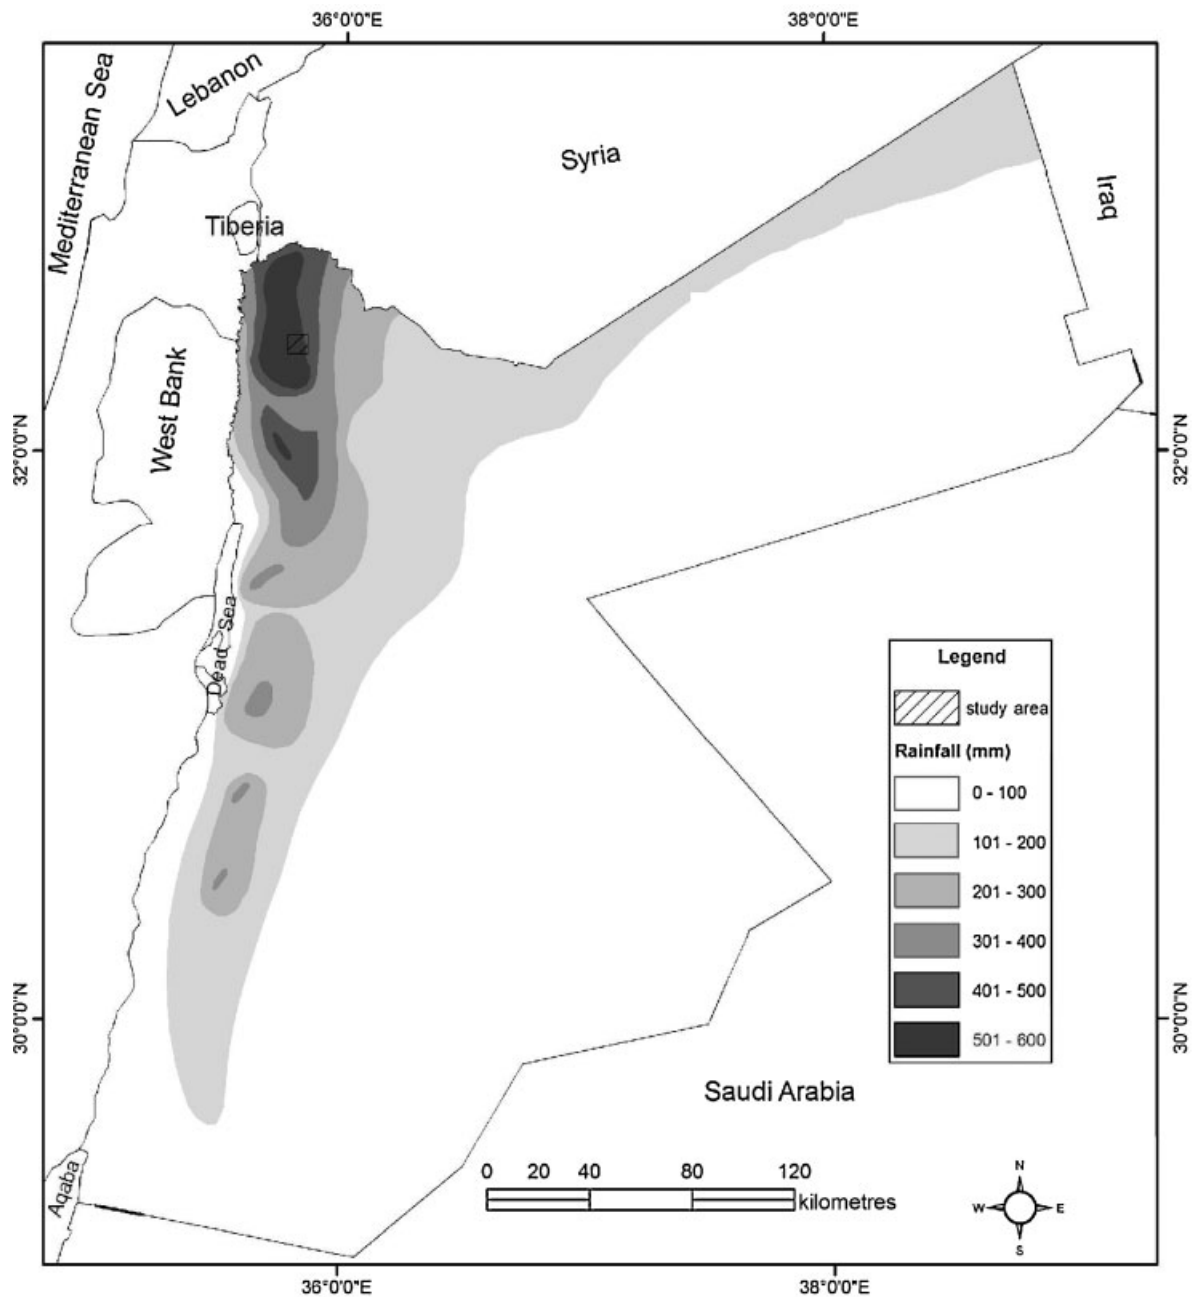 36°0'0"E
38°0'0"E
Mediterranean Sea
Lebanon
Syria
Iraq
Tiberia
West Bank
32°0'0"N
32°0'0"N
Dead Sea
Legend
study area
Rainfall (mm)
0 - 100
101 - 200
201 - 300
301 - 400
401 - 500
501 - 600
30°0'0"N
30°0'0"N
Saudi Arabia
Aqaba
0 20 40 80 120
kilometres
N
W E
S
36°0'0"E
38°0'0"E